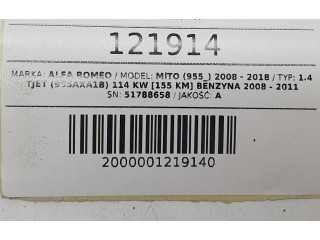 121914
MARKA: ALFA ROMEO / MODEL: MITO (955_) 2008 - 2018 / TYP: 1.4
TJET (955AXA1B) 114 KW [155 KM] BENZYNA 2008 - 2011
SN: 51788658 / JAKOŚĆ: A
2000001219140